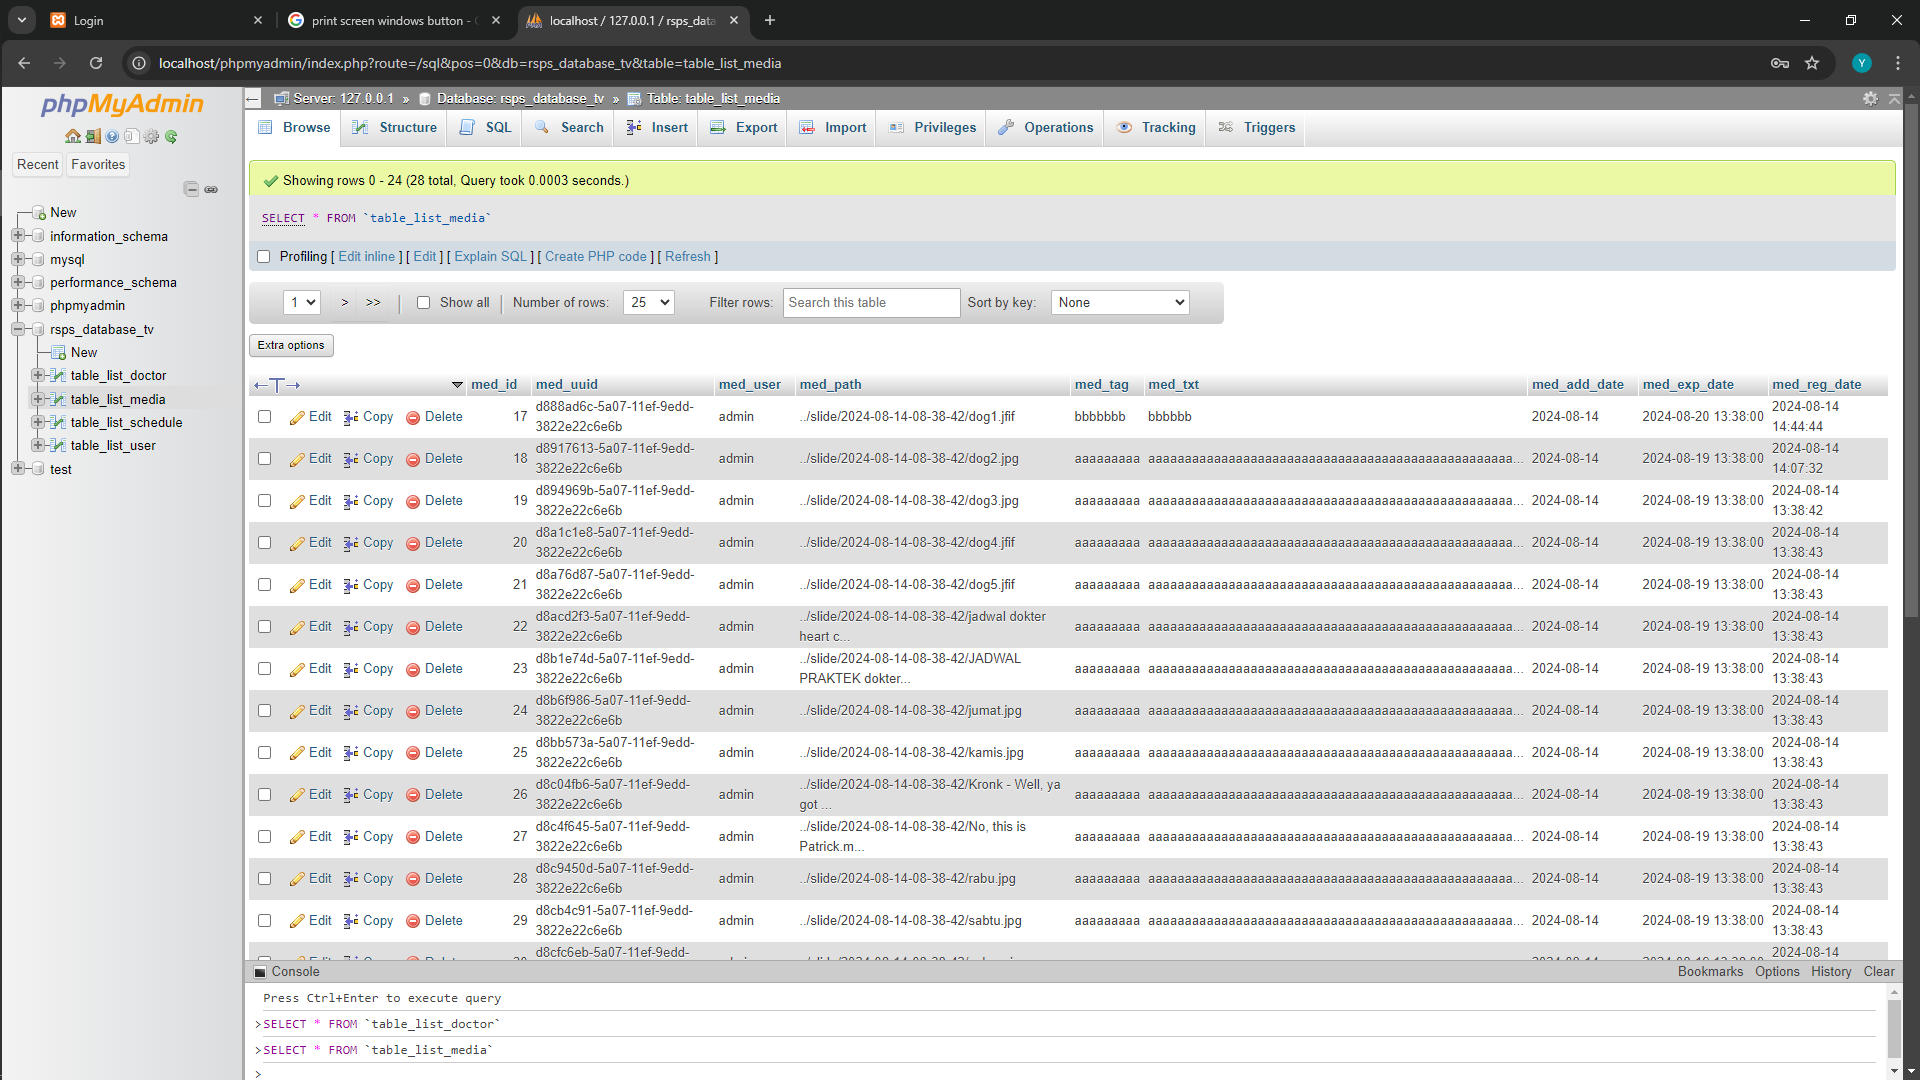 Login
print screen windows button -
localhost / 127.0.0.1 / rsps_data
localhost/phpmyadmin/index.php?route=/sql&pos=0&db=rsps_database_tv&table=table_list_media
Y
phpMyAdmin
Recent
Favorites
New
information_schema
mysql
performance_schema
phpmyadmin
rsps_database_tv
New
table_list_doctor
table_list_media
table_list_schedule
table_list_user
test
Server: 127.0.0.1 » Database: rsps_database_tv » Table: table_list_media
Browse Structure SQL Search Insert Export Import Privileges Operations Tracking Triggers
Showing rows 0 - 24 (28 total, Query took 0.0003 seconds.)
SELECT * FROM `table_list_media`
Profiling [ Edit inline ] [ Edit ] [ Explain SQL ] [ Create PHP code ] [ Refresh ]
1 > >> | Show all | Number of rows: 25 Filter rows: Search this table Sort by key: None
Extra options
←T→ med_id med_uuid med_user med_path med_tag med_txt med_add_date med_exp_date med_reg_date
Edit Copy Delete 17 d888ad6c-5a07-11ef-9edd- admin ../slide/2024-08-14-08-38-42/dog1.jfif bbbbbbb bbbbbb 2024-08-14 2024-08-20 13:38:00 2024-08-14
3822e22c6e6b 14:44:44
Edit Copy Delete 18 d8917613-5a07-11ef-9edd- admin ../slide/2024-08-14-08-38-42/dog2.jpg aaaaaaaaa aaaaaaaaaaaaaaaaaaaaaaaaaaaaaaaaaaaaaaaaaaaaaaaaaa... 2024-08-14 2024-08-19 13:38:00 2024-08-14
3822e22c6e6b 14:07:32
Edit Copy Delete 19 d894969b-5a07-11ef-9edd- admin ../slide/2024-08-14-08-38-42/dog3.jpg aaaaaaaaa aaaaaaaaaaaaaaaaaaaaaaaaaaaaaaaaaaaaaaaaaaaaaaaaaa... 2024-08-14 2024-08-19 13:38:00 2024-08-14
3822e22c6e6b 13:38:42
Edit Copy Delete 20 d8a1c1e8-5a07-11ef-9edd- admin ../slide/2024-08-14-08-38-42/dog4.jfif aaaaaaaaa aaaaaaaaaaaaaaaaaaaaaaaaaaaaaaaaaaaaaaaaaaaaaaaaaa... 2024-08-14 2024-08-19 13:38:00 2024-08-14
3822e22c6e6b 13:38:43
Edit Copy Delete 21 d8a76d87-5a07-11ef-9edd- admin ../slide/2024-08-14-08-38-42/dog5.jfif aaaaaaaaa aaaaaaaaaaaaaaaaaaaaaaaaaaaaaaaaaaaaaaaaaaaaaaaaaa... 2024-08-14 2024-08-19 13:38:00 2024-08-14
3822e22c6e6b 13:38:43
Edit Copy Delete 22 d8acd2f3-5a07-11ef-9edd- admin ../slide/2024-08-14-08-38-42/jadwal dokter aaaaaaaaa aaaaaaaaaaaaaaaaaaaaaaaaaaaaaaaaaaaaaaaaaaaaaaaaaa... 2024-08-14 2024-08-19 13:38:00 2024-08-14
3822e22c6e6b heart c... 13:38:43
Edit Copy Delete 23 d8b1e74d-5a07-11ef-9edd- admin ../slide/2024-08-14-08-38-42/JADWAL aaaaaaaaa aaaaaaaaaaaaaaaaaaaaaaaaaaaaaaaaaaaaaaaaaaaaaaaaaa... 2024-08-14 2024-08-19 13:38:00 2024-08-14
3822e22c6e6b PRAKTEK dokter... 13:38:43
Edit Copy Delete 24 d8b6f986-5a07-11ef-9edd- admin ../slide/2024-08-14-08-38-42/jumat.jpg aaaaaaaaa aaaaaaaaaaaaaaaaaaaaaaaaaaaaaaaaaaaaaaaaaaaaaaaaaa... 2024-08-14 2024-08-19 13:38:00 2024-08-14
3822e22c6e6b 13:38:43
Edit Copy Delete 25 d8bb573a-5a07-11ef-9edd- admin ../slide/2024-08-14-08-38-42/kamis.jpg aaaaaaaaa aaaaaaaaaaaaaaaaaaaaaaaaaaaaaaaaaaaaaaaaaaaaaaaaaa... 2024-08-14 2024-08-19 13:38:00 2024-08-14
3822e22c6e6b 13:38:43
Edit Copy Delete 26 d8c04fb6-5a07-11ef-9edd- admin ../slide/2024-08-14-08-38-42/Kronk - Well, ya aaaaaaaaa aaaaaaaaaaaaaaaaaaaaaaaaaaaaaaaaaaaaaaaaaaaaaaaaaa... 2024-08-14 2024-08-19 13:38:00 2024-08-14
3822e22c6e6b got ... 13:38:43
Edit Copy Delete 27 d8c4f645-5a07-11ef-9edd- admin ../slide/2024-08-14-08-38-42/No, this is aaaaaaaaa aaaaaaaaaaaaaaaaaaaaaaaaaaaaaaaaaaaaaaaaaaaaaaaaaa... 2024-08-14 2024-08-19 13:38:00 2024-08-14
3822e22c6e6b Patrick.m... 13:38:43
Edit Copy Delete 28 d8c9450d-5a07-11ef-9edd- admin ../slide/2024-08-14-08-38-42/rabu.jpg aaaaaaaaa aaaaaaaaaaaaaaaaaaaaaaaaaaaaaaaaaaaaaaaaaaaaaaaaaa... 2024-08-14 2024-08-19 13:38:00 2024-08-14
3822e22c6e6b 13:38:43
Edit Copy Delete 29 d8cb4c91-5a07-11ef-9edd- admin ../slide/2024-08-14-08-38-42/sabtu.jpg aaaaaaaaa aaaaaaaaaaaaaaaaaaaaaaaaaaaaaaaaaaaaaaaaaaaaaaaaaa... 2024-08-14 2024-08-19 13:38:00 2024-08-14
3822e22c6e6b 13:38:43
d8cfc6eb-5a07-11ef-9edd- 2024-08-14
Console Bookmarks Options History Clear
Press Ctrl+Enter to execute query
>SELECT * FROM `table_list_doctor`
>SELECT * FROM `table_list_media`
>